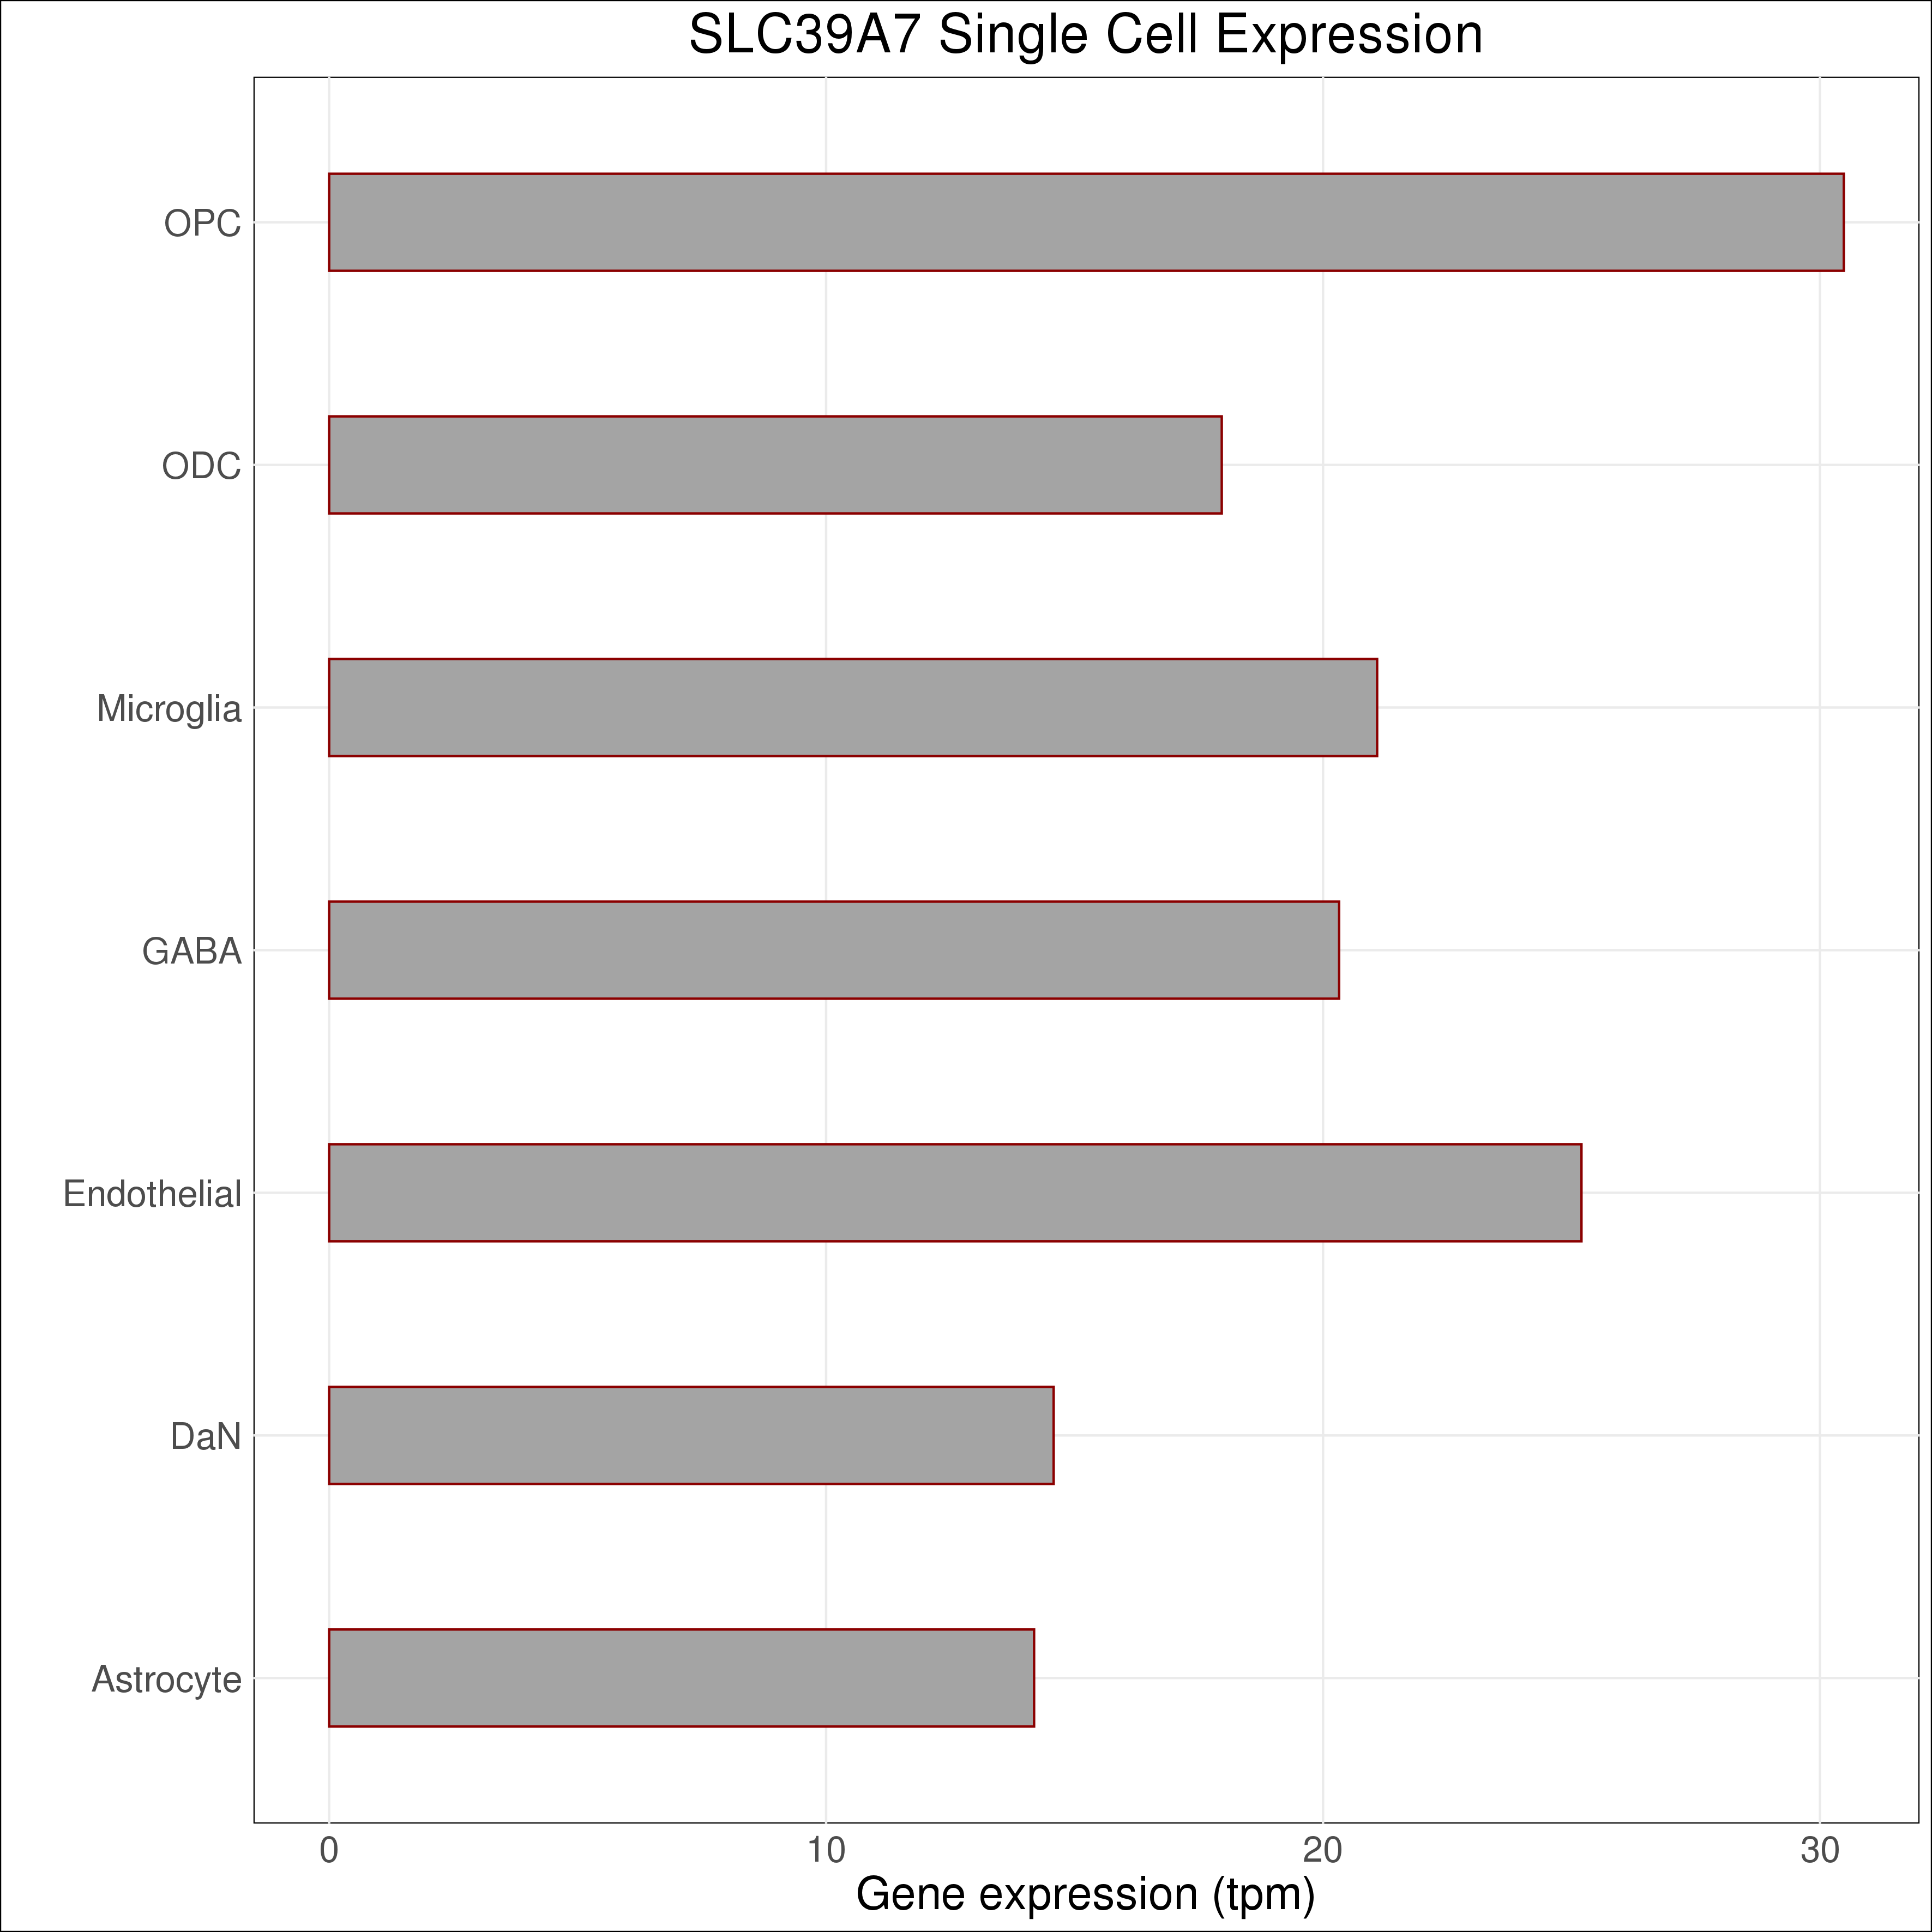 SLC39A7 Single Cell Expression
OPC
ODC
Microglia
GABA
Endothelial
DaN
Astrocyte
0 10 20 30
Gene expression (tpm)